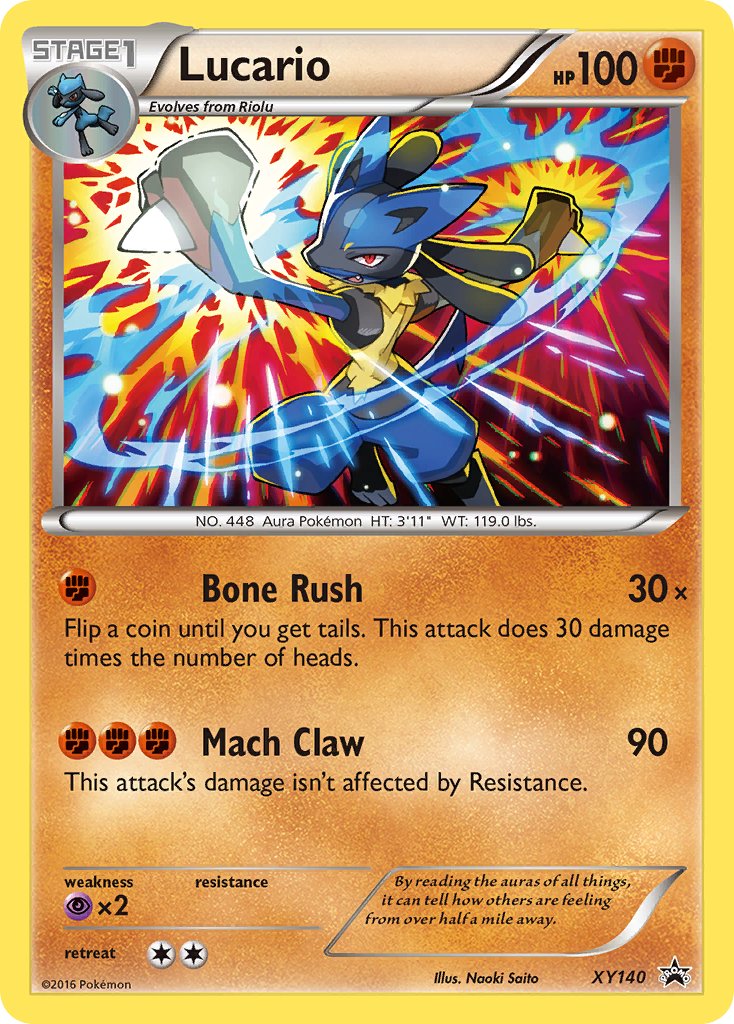 STAGE1
Lucario
HP100
Evolves from Riolu
NO. 448 Aura Pokémon HT: 3'11" WT: 119.0 lbs.
Bone Rush 30×
Flip a coin until you get tails. This attack does 30 damage
times the number of heads.
Mach Claw 90
This attack's damage isn't affected by Resistance.
weakness resistance
×2
retreat
By reading the auras of all things,
it can tell how others are feeling
from over half a mile away.
©2016 Pokémon
Illus. Naoki Saito
XY140
PROMO